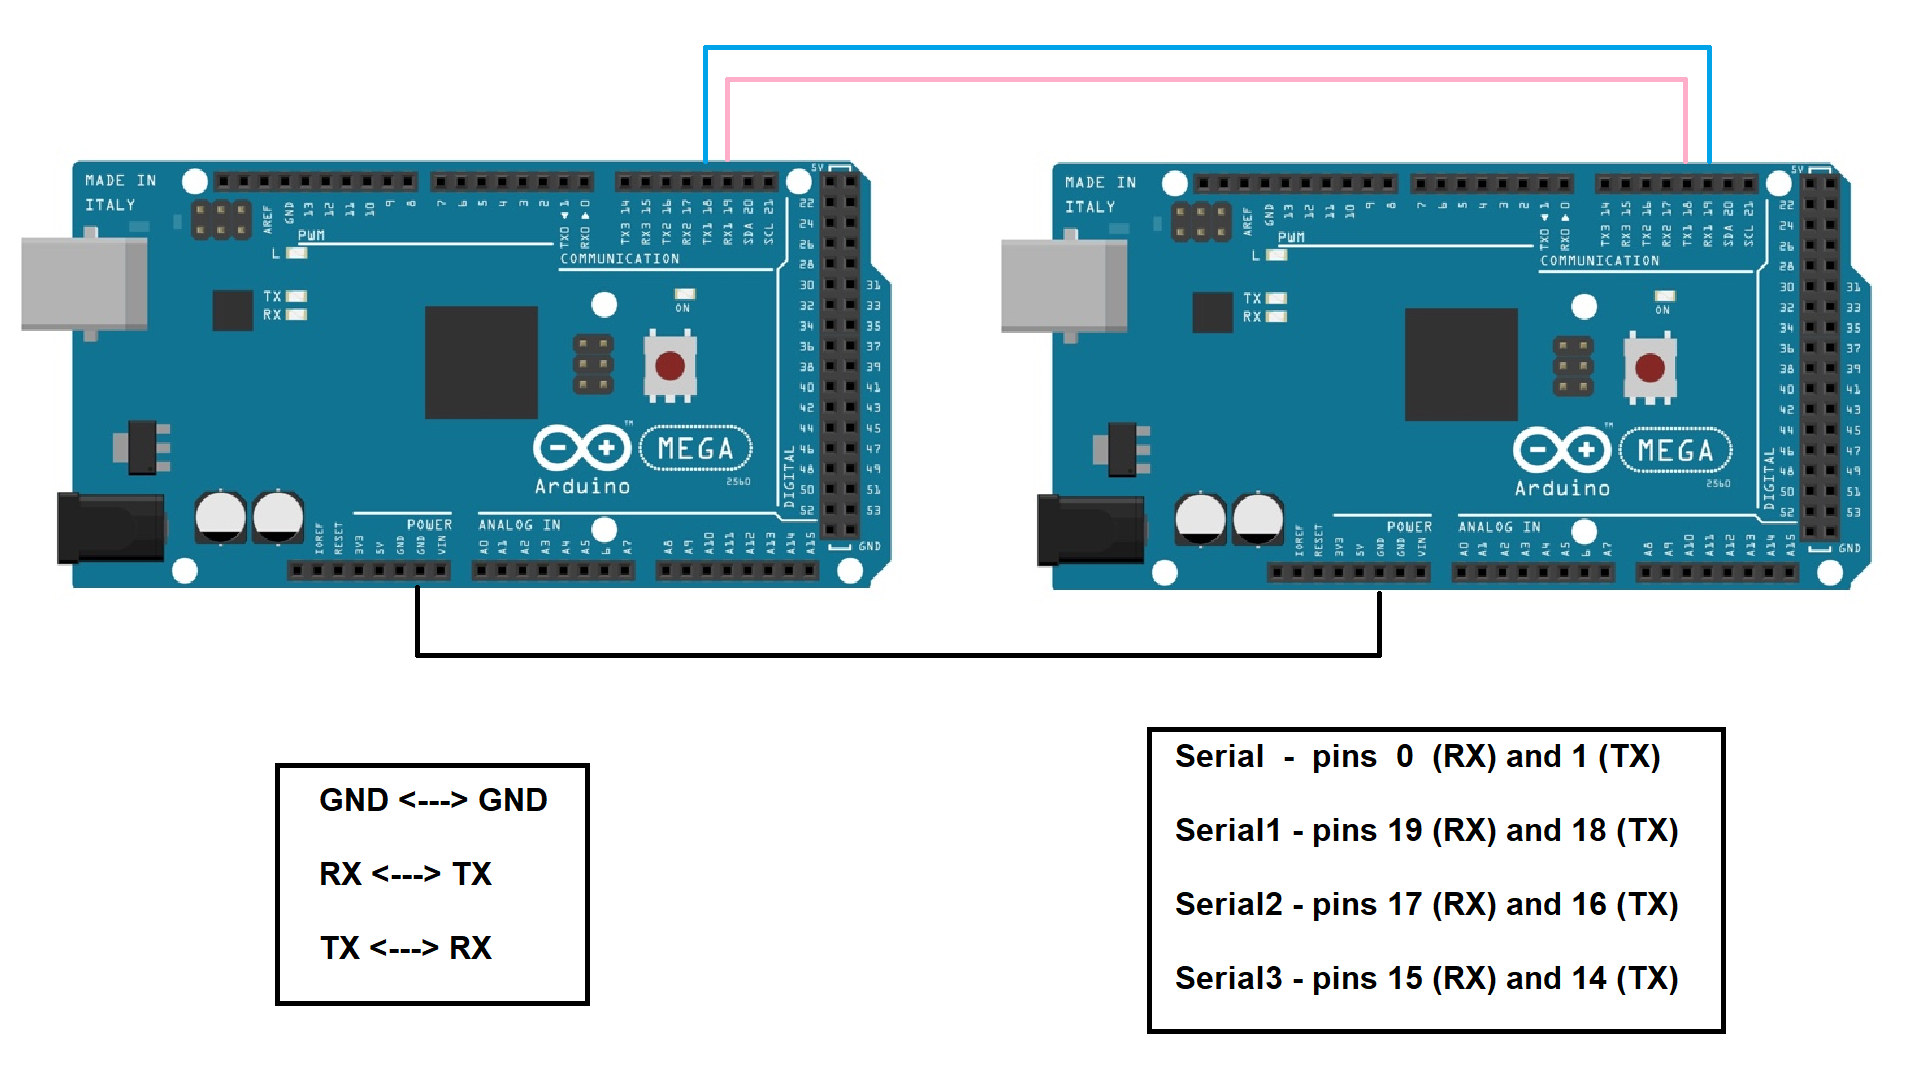 MADE IN
ITALY
AREF
GND
13
12
11
10
9
8
7
6
5
4
3
2
TX0 1
RX0 0
TX3 14
RX3 15
TX2 16
RX2 17
TX1 18
RX1 19
SDA 20
SCL 21
5V
PWM
COMMUNICATION
L
TX
RX
ON
22
24
26
28
30 31
32 33
34 35
36 37
38 39
40 41
42 43
44 45
46 47
48 49
50 51
52 53
GND
DIGITAL
MEGA
2560
Arduino
TM
POWER
ANALOG IN
IOREF
RESET
3V3
5V
GND
GND
VIN
A0
A1
A2
A3
A4
A5
6
A7
A8
A9
A10
A11
A12
A13
A14
A15
MADE IN
ITALY
AREF
GND
13
12
11
10
9
8
7
6
5
4
3
2
TX0 1
RX0 0
TX3 14
RX3 15
TX2 16
RX2 17
TX1 18
RX1 19
SDA 20
SCL 21
5V
PWM
COMMUNICATION
L
TX
RX
ON
22
24
26
28
30 31
32 33
34 35
36 37
38 39
40 41
42 43
44 45
46 47
48 49
50 51
52 53
GND
DIGITAL
MEGA
2560
Arduino
TM
POWER
ANALOG IN
IOREF
RESET
3V3
5V
GND
GND
VIN
A0
A1
A2
A3
A4
A5
6
A7
A8
A9
A10
A11
A12
A13
A14
A15
GND <---> GND
RX <---> TX
TX <---> RX
Serial - pins 0 (RX) and 1 (TX)
Serial1 - pins 19 (RX) and 18 (TX)
Serial2 - pins 17 (RX) and 16 (TX)
Serial3 - pins 15 (RX) and 14 (TX)